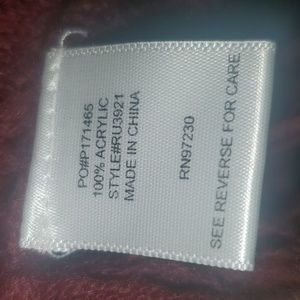 PO#P171465
100% ACRYLIC
STYLE#RU3921
MADE IN CHINA
RN97230
SEE REVERSE FOR CARE